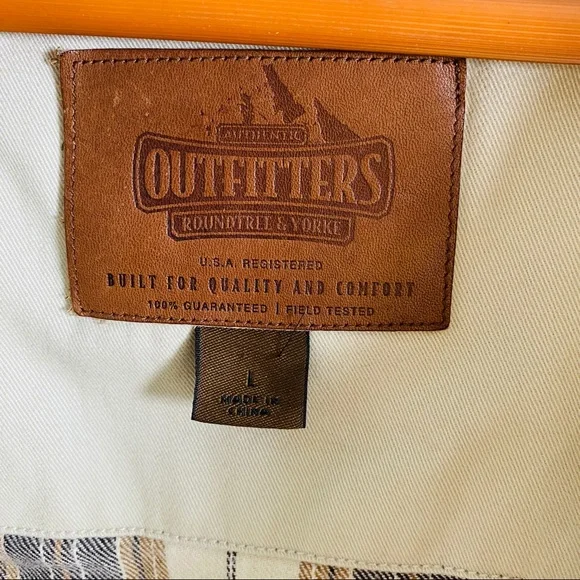 AUTHENTIC
OUTFITTERS
ROUNDTREE & YORKE
U.S.A. REGISTERED
BUILT FOR QUALITY AND COMFORT
100% GUARANTEED | FIELD TESTED
L
MADE IN
CHINA